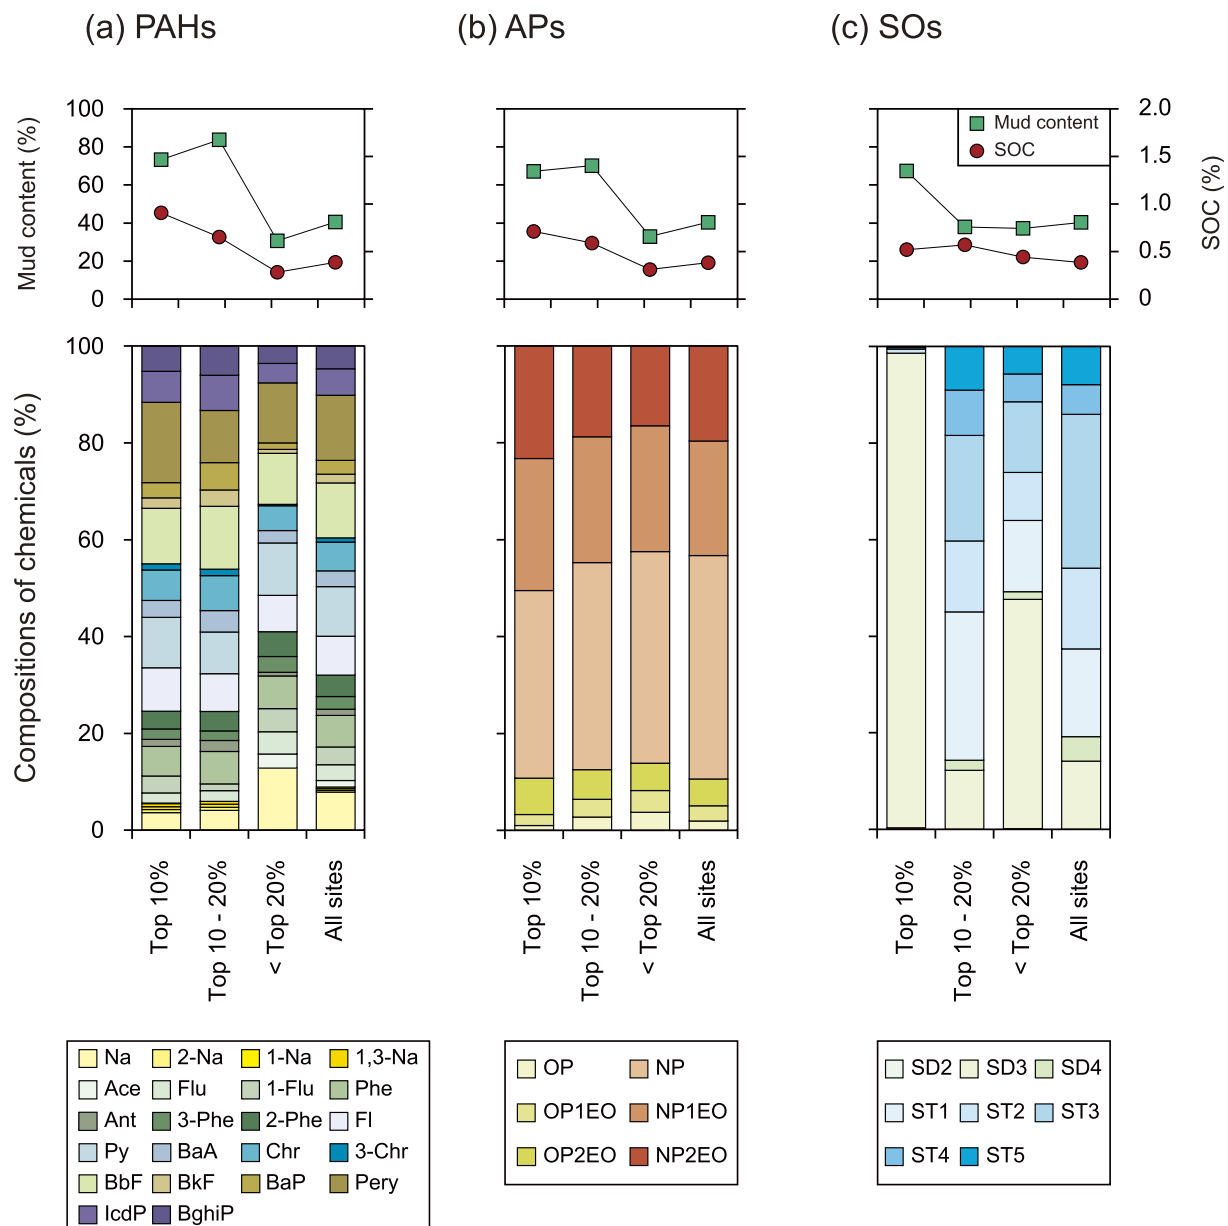 (a) PAHs
(b) APs
(c) SOs
Mud content (%)
100
80
60
40
20
0
Mud content
SOC
2.0
1.5
1.0
0.5
0
SOC (%)
Compositions of chemicals (%)
100
80
60
40
20
0
Top 10%
Top 10 - 20%
< Top 20%
All sites
Top 10%
Top 10 - 20%
< Top 20%
All sites
Top 10%
Top 10 - 20%
< Top 20%
All sites
Na 2-Na 1-Na 1,3-Na
Ace Flu 1-Flu Phe
Ant 3-Phe 2-Phe Fl
Py BaA Chr 3-Chr
BbF BkF BaP Pery
IcdP BghiP
OP NP
OP1EO NP1EO
OP2EO NP2EO
SD2 SD3 SD4
ST1 ST2 ST3
ST4 ST5